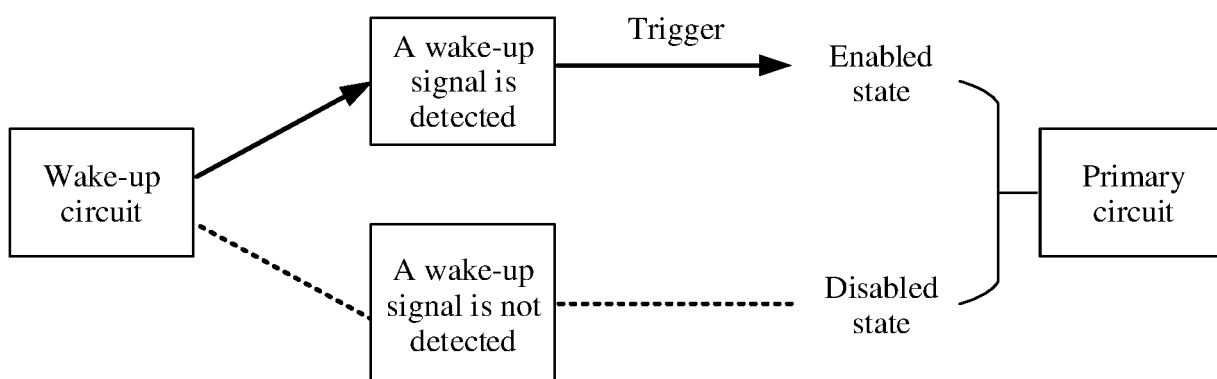 Wake-up
circuit
A wake-up
signal is
detected
Trigger
Enabled
state
A wake-up
signal is not
detected
Disabled
state
Primary
circuit